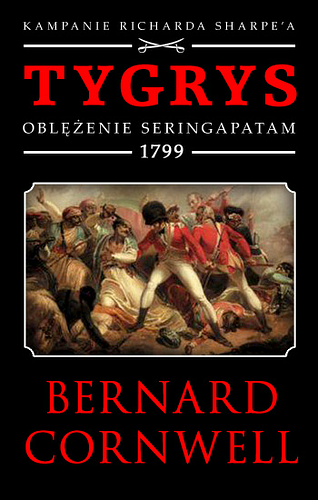 KAMPANIE RICHARDA SHARPE'A
TYGRYS
OBLĘŻENIE SERINGAPATAM
1799
BERNARD
CORNWELL